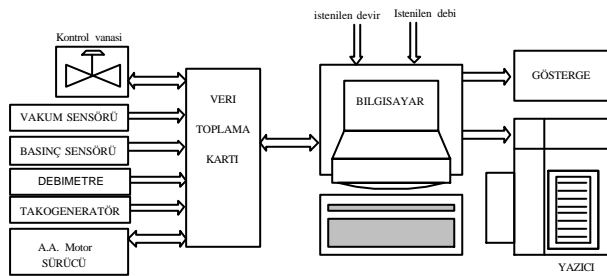 istenilen devir
Istenilen debi
Kontrol vanasi
VAKUM SENSÖRÜ
BASINÇ SENSÖRÜ
DEBIMETRE
TAKOGENERATÖR
A.A. Motor
SÜRÜCÜ
VERI
TOPLAMA
KARTI
BILGISAYAR
GÖSTERGE
YAZICI